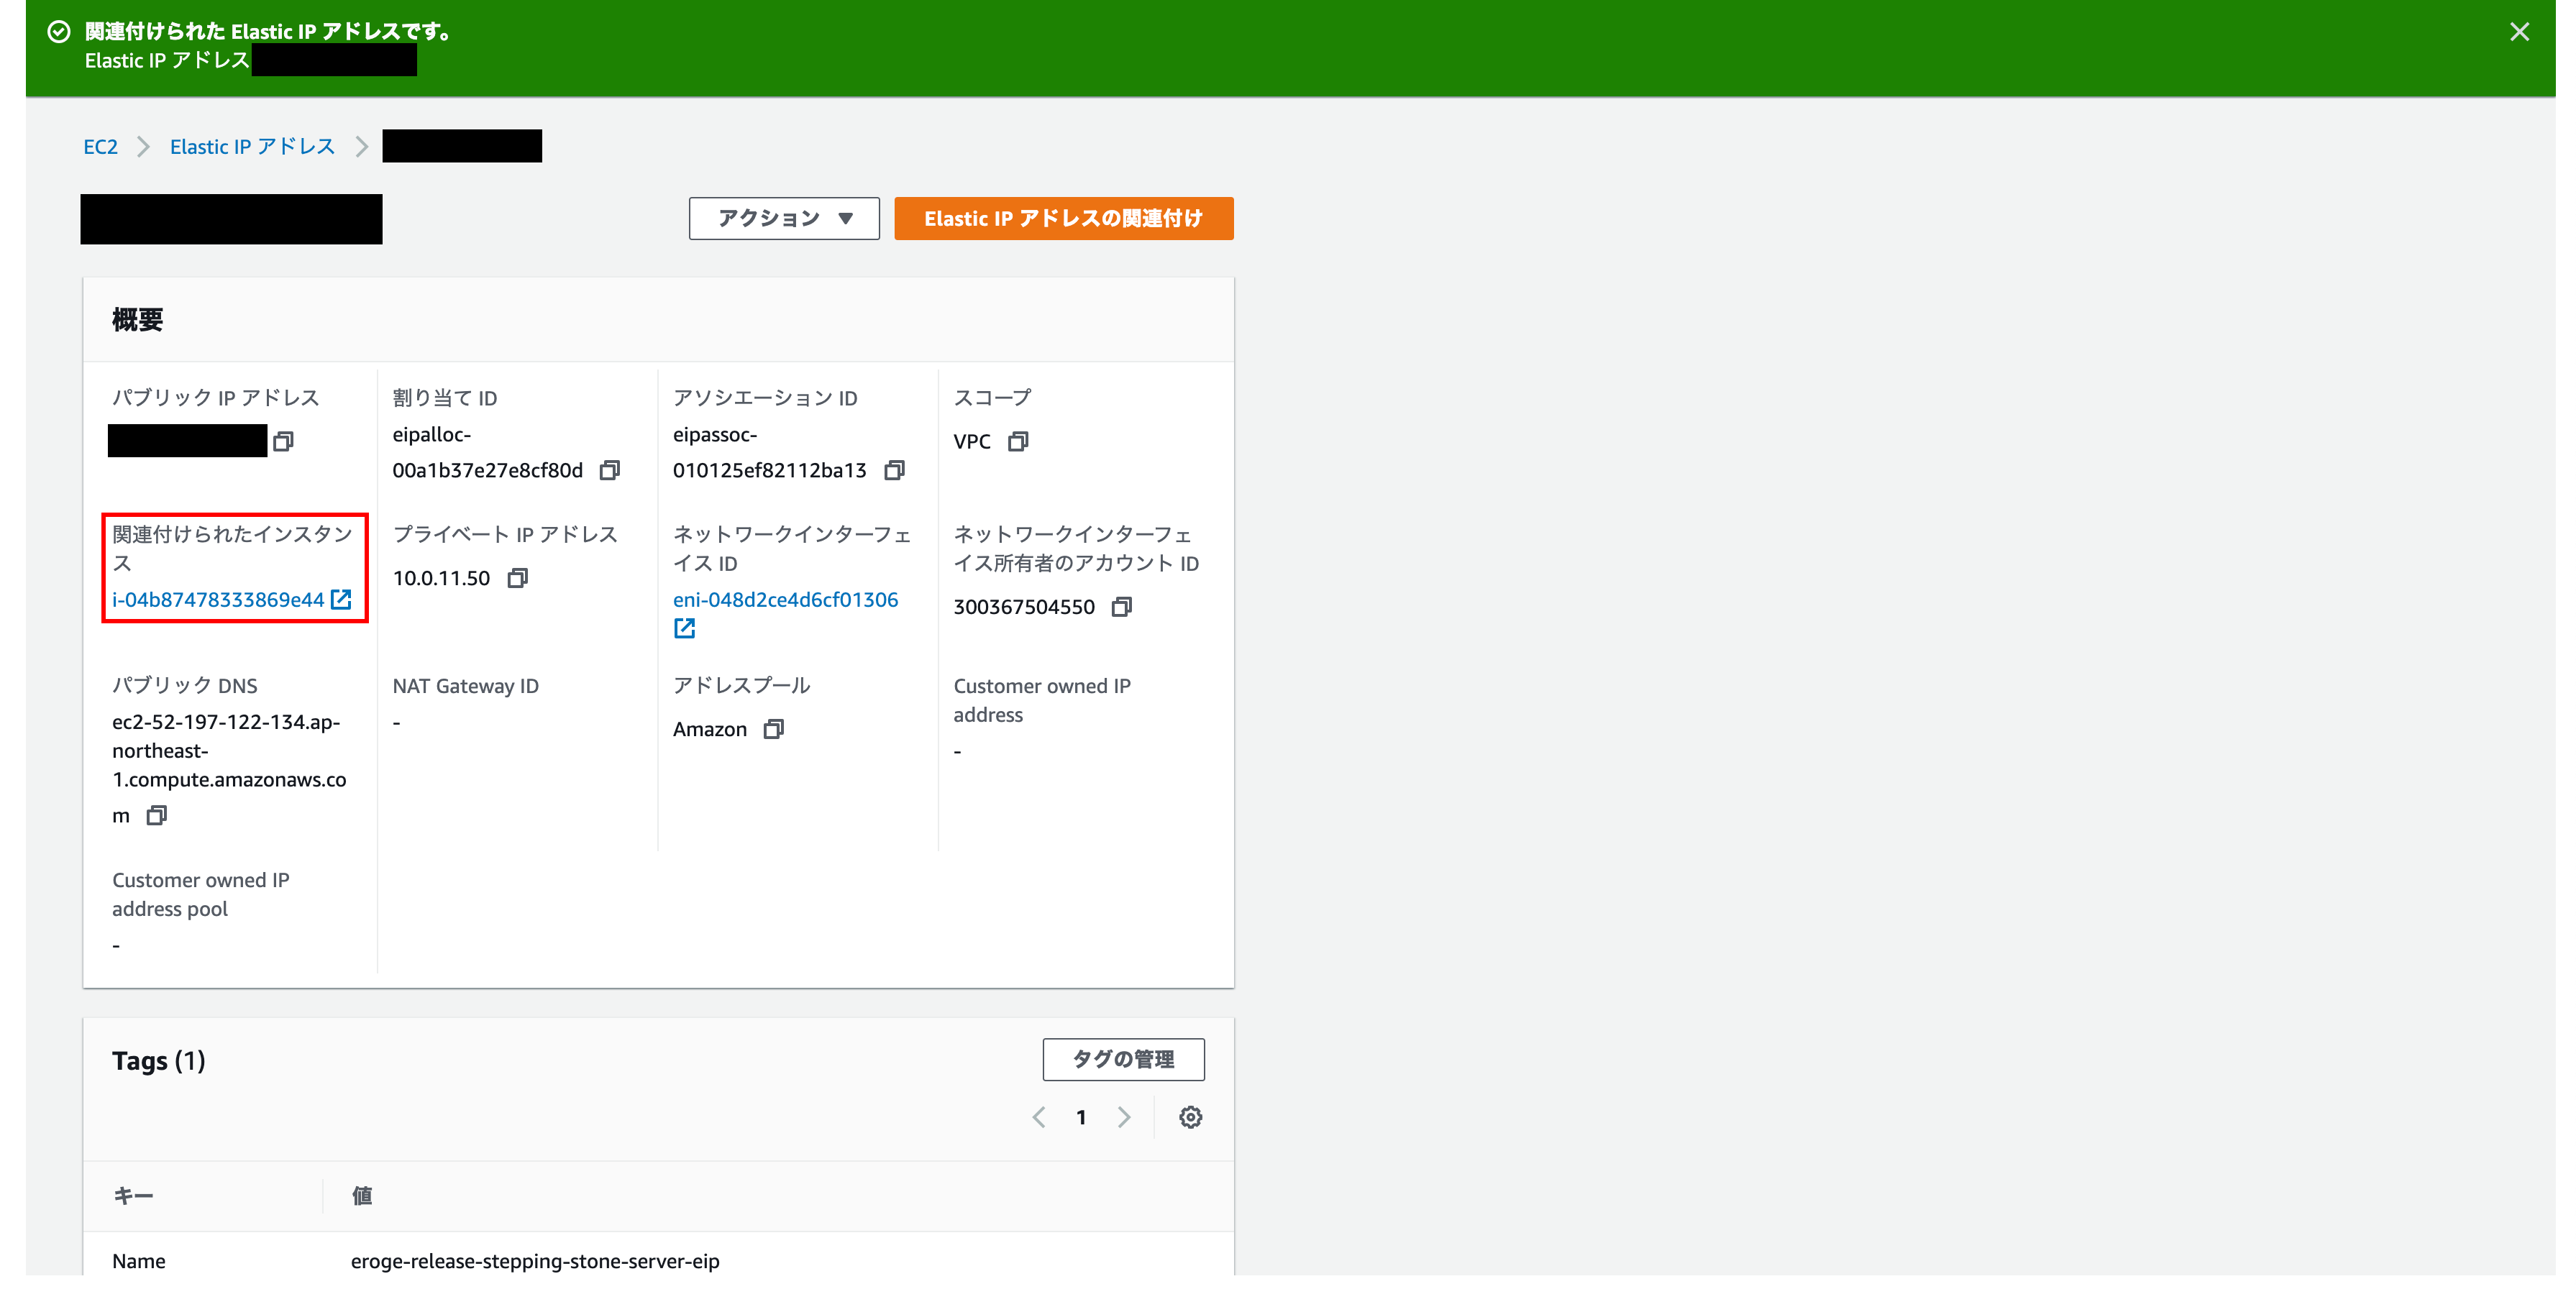 関連付けられた Elastic IP アドレスです。
Elastic IP アドレス
EC2 > Elastic IP アドレス >
アクション ▼ Elastic IP アドレスの関連付け
概要
パブリック IP アドレス
割り当て ID
eipalloc-
00a1b37e27e8cf80d
アソシエーション ID
eipassoc-
010125ef82112ba13
スコープ
VPC
関連付けられたインスタン
ス
i-04b87478333869e44
プライベート IP アドレス
10.0.11.50
ネットワークインターフェ
イス ID
eni-048d2ce4d6cf01306
ネットワークインターフェ
イス所有者のアカウント ID
300367504550
パブリック DNS
ec2-52-197-122-134.ap-
northeast-
1.compute.amazonaws.co
m
NAT Gateway ID
-
アドレスプール
Amazon
Customer owned IP
address
-
Customer owned IP
address pool
-
Tags (1)
タグの管理
1
キー 値
Name eroge-release-stepping-stone-server-eip